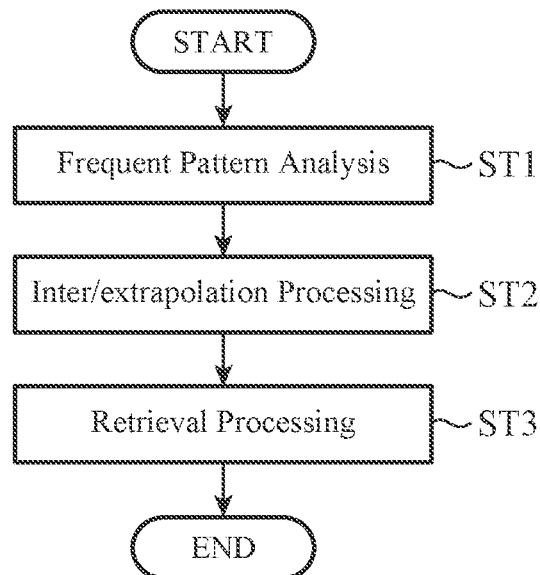 START
Frequent Pattern Analysis
ST1
Inter/extrapolation Processing
ST2
Retrieval Processing
ST3
END